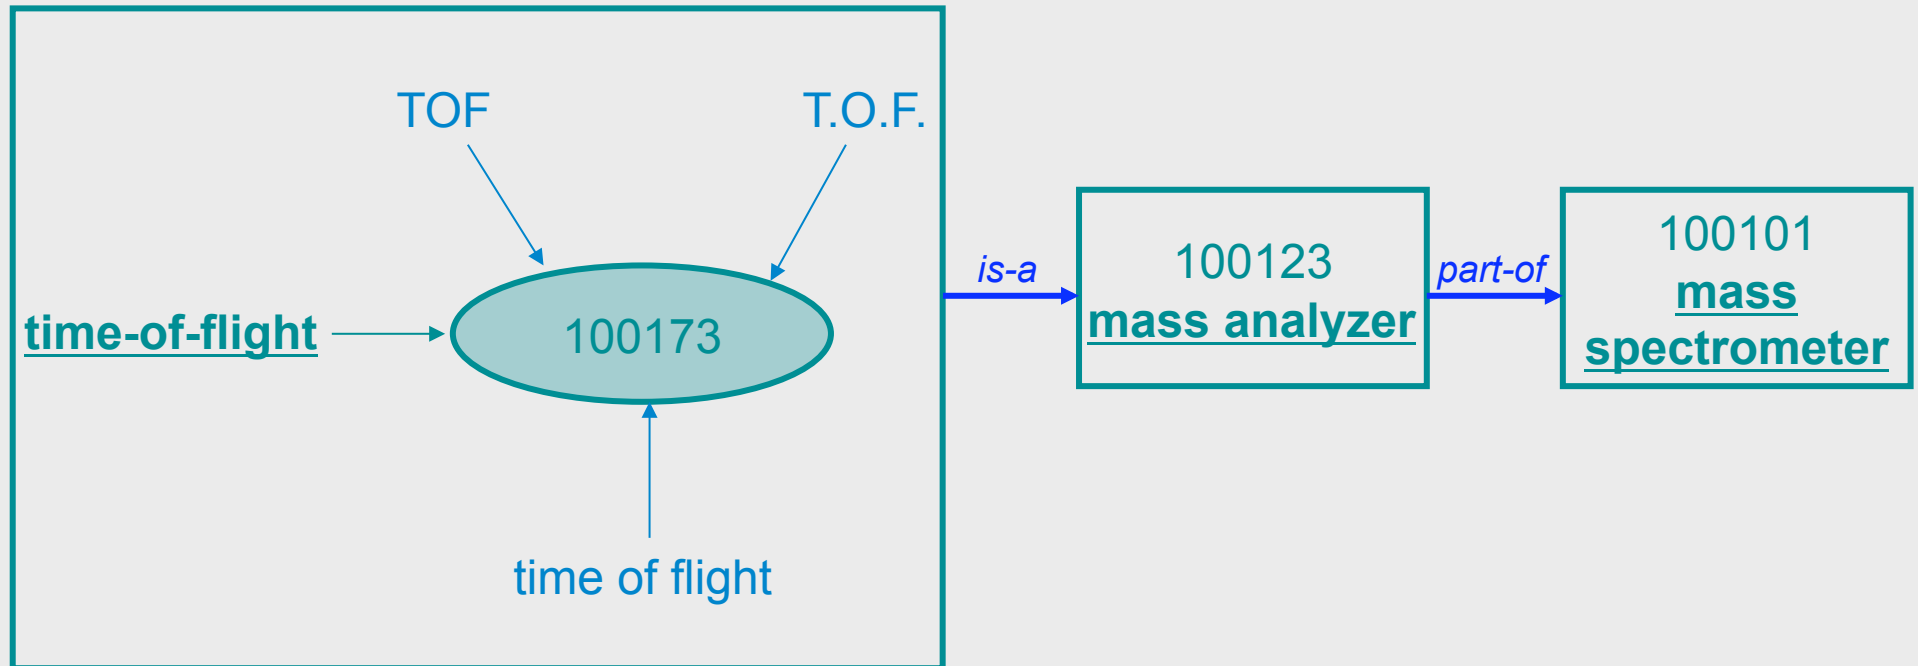 TOF
T.O.F.
time-of-flight
100173
time of flight
is-a
100123
mass analyzer
part-of
100101
mass
spectrometer